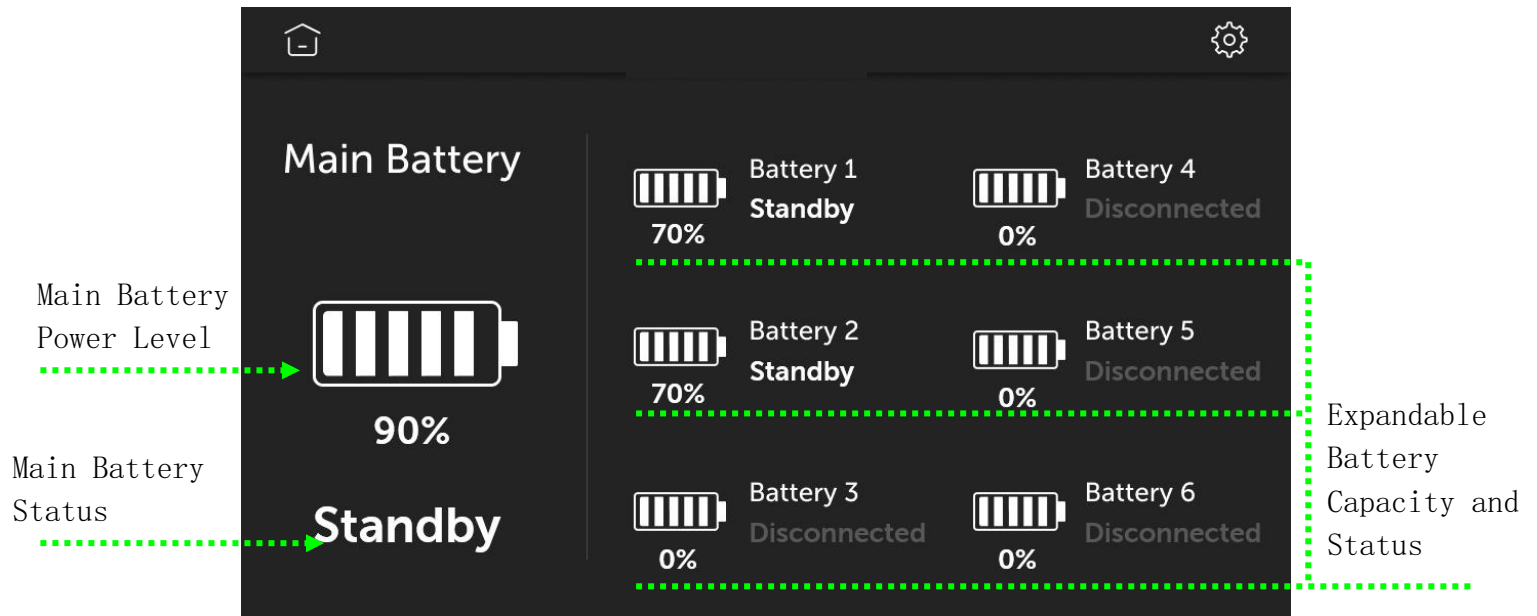 Main Battery
90%
Standby
Battery 1
Standby
70%
Battery 4
Disconnected
0%
Battery 2
Standby
70%
Battery 5
Disconnected
0%
Battery 3
Disconnected
0%
Battery 6
Disconnected
0%
Main Battery
Power Level
Main Battery
Status
Expandable
Battery
Capacity and
Status